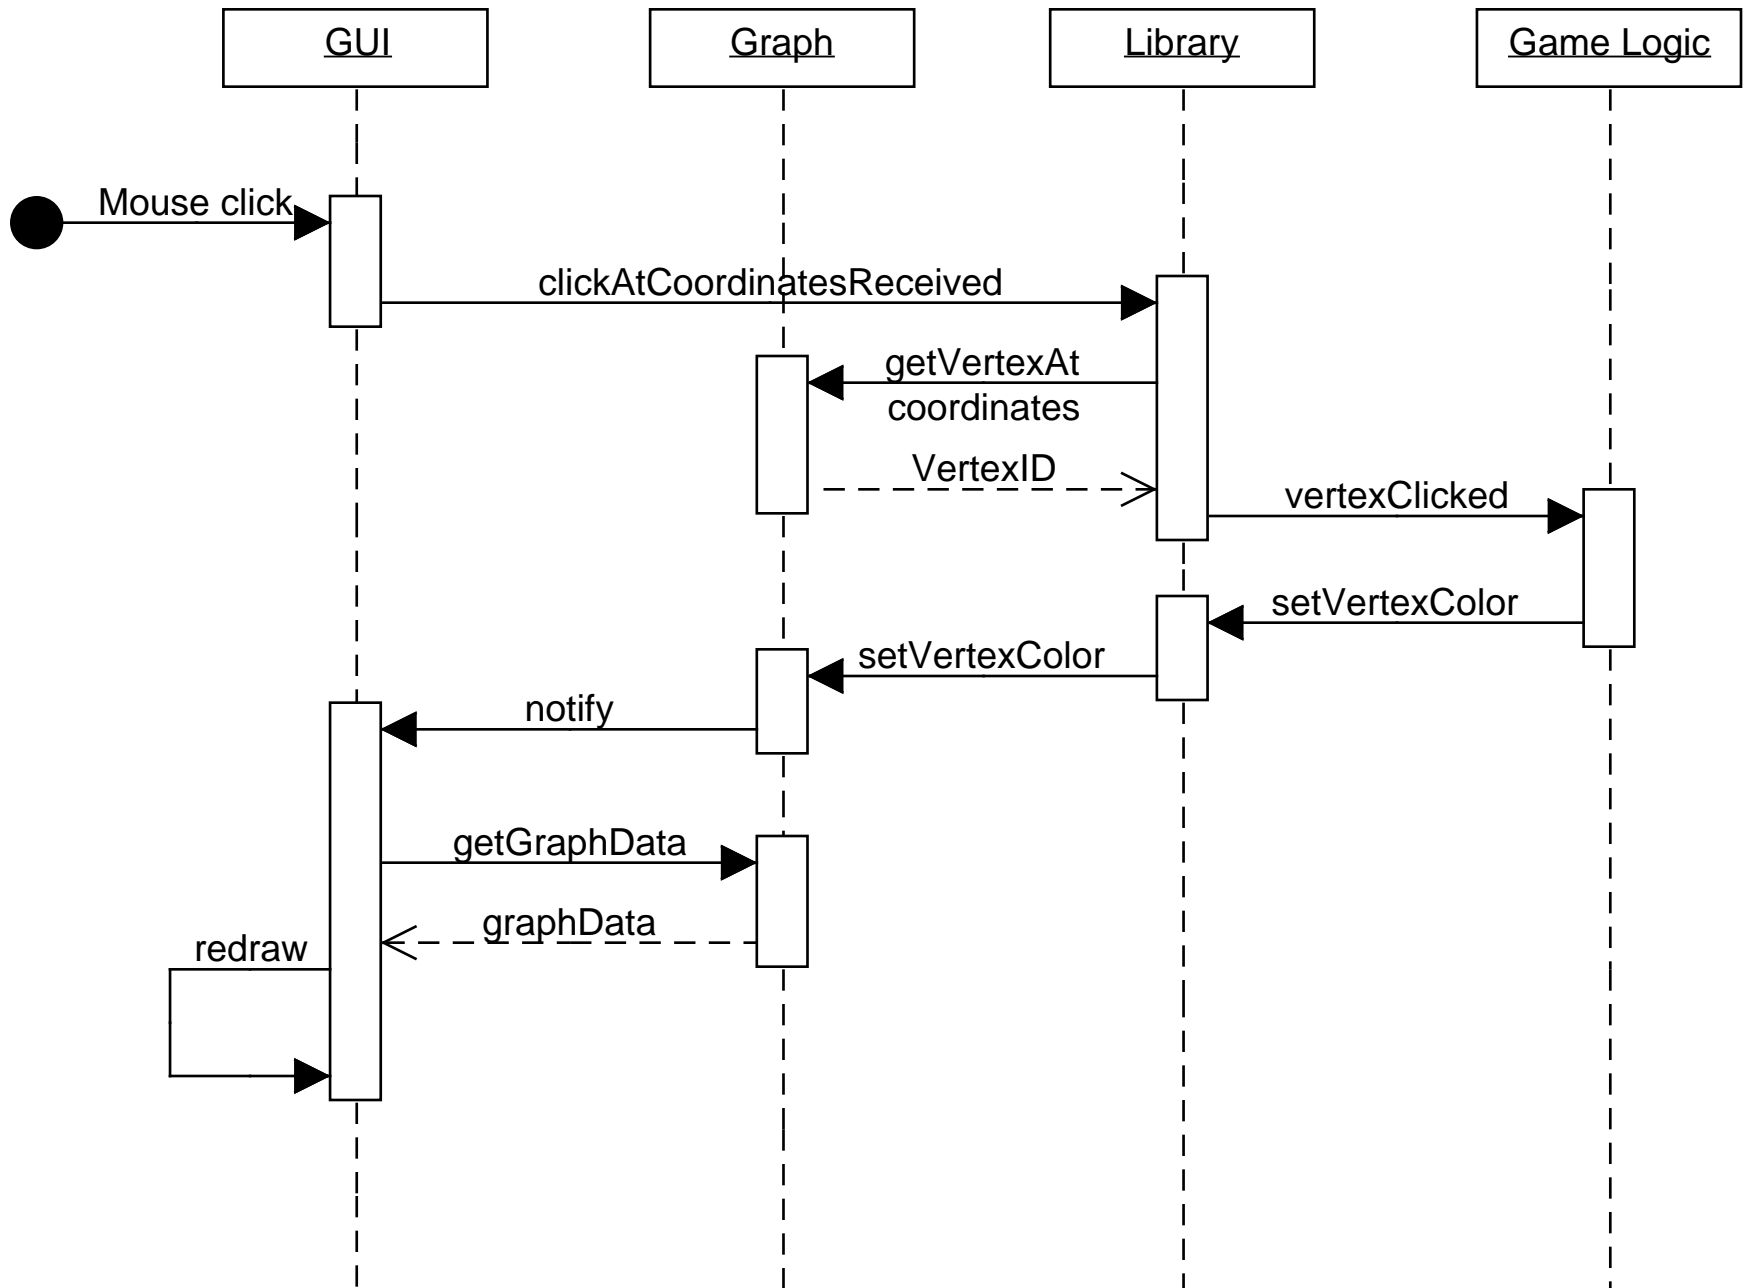 GUI
Graph
Library
Game Logic
Mouse click
clickAtCoordinatesReceived
getVertexAt
coordinates
VertexID
vertexClicked
setVertexColor
setVertexColor
notify
getGraphData
graphData
redraw